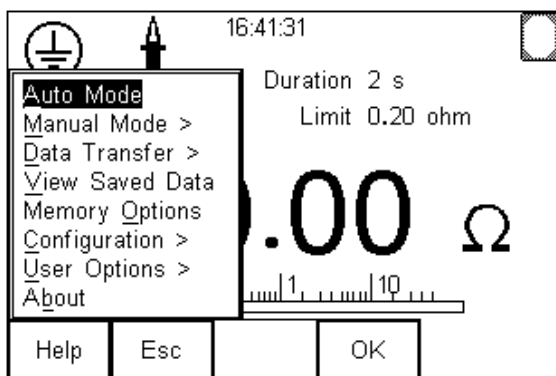 16:41:31
Duration 2 s
Limit 0.20 ohm
Auto Mode
Manual Mode >
Data Transfer >
View Saved Data
Memory Options
Configuration >
User Options >
About
.00 Ω
1 10
Help Esc OK